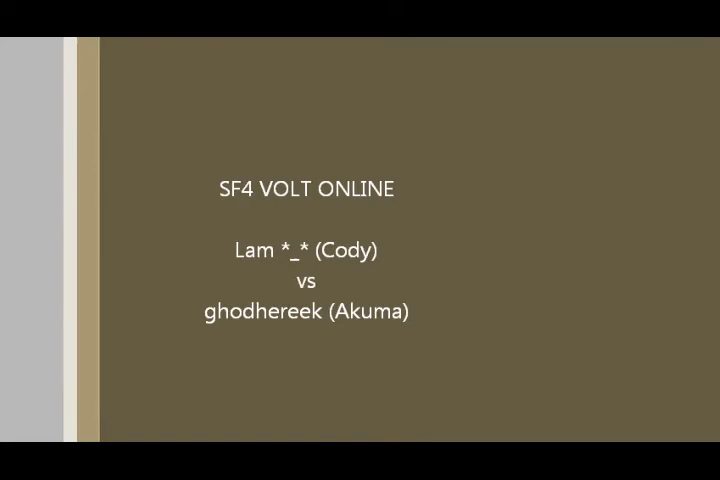 SF4 VOLT ONLINE
Lam *_* (Cody)
vs
ghodhereek (Akuma)